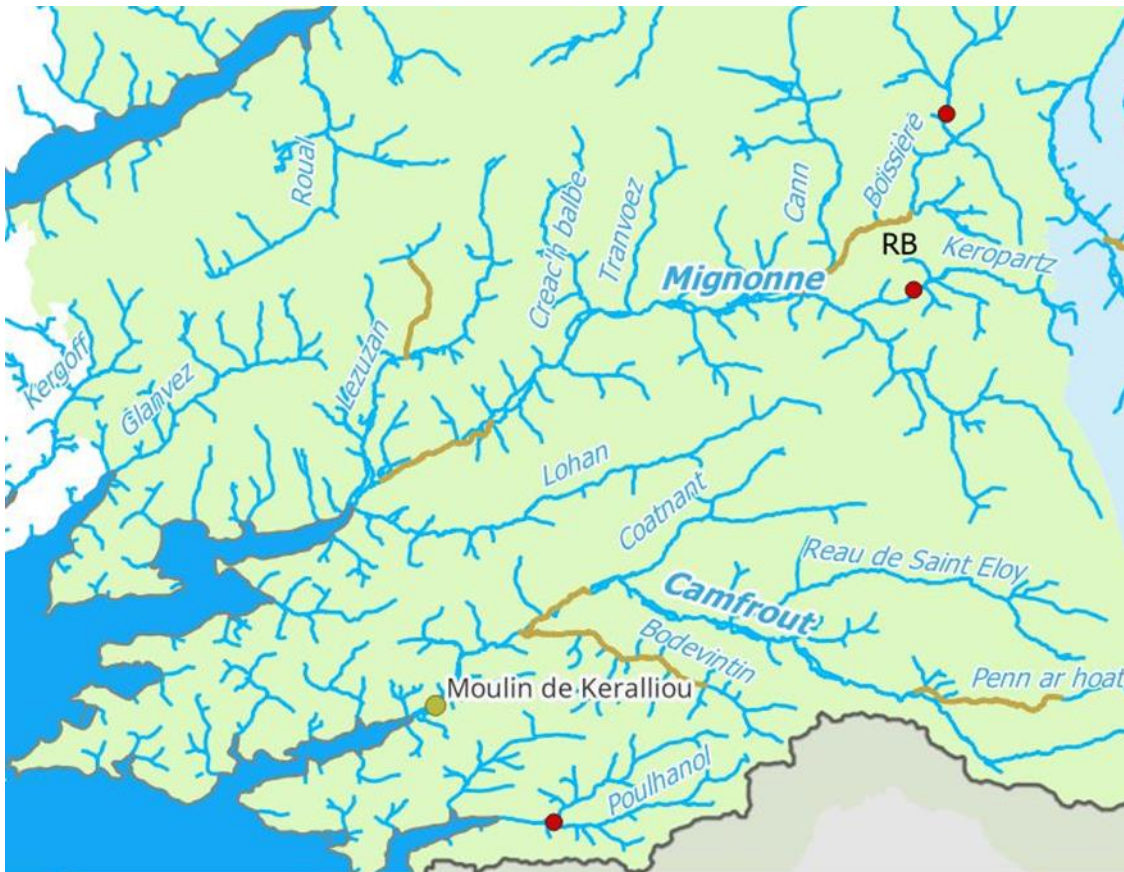 Boissière
Cann
Roual
Tranvoez
Creac'h balbe
RB
Keropartz
Mignonne
Kergoff
Glanvez
Lezuzan
Lohan
Coatnant
Reau de Saint Eloy
Camfrout
Bodevintin
Penn ar hoat
Moulin de Keralliou
Poulhanol